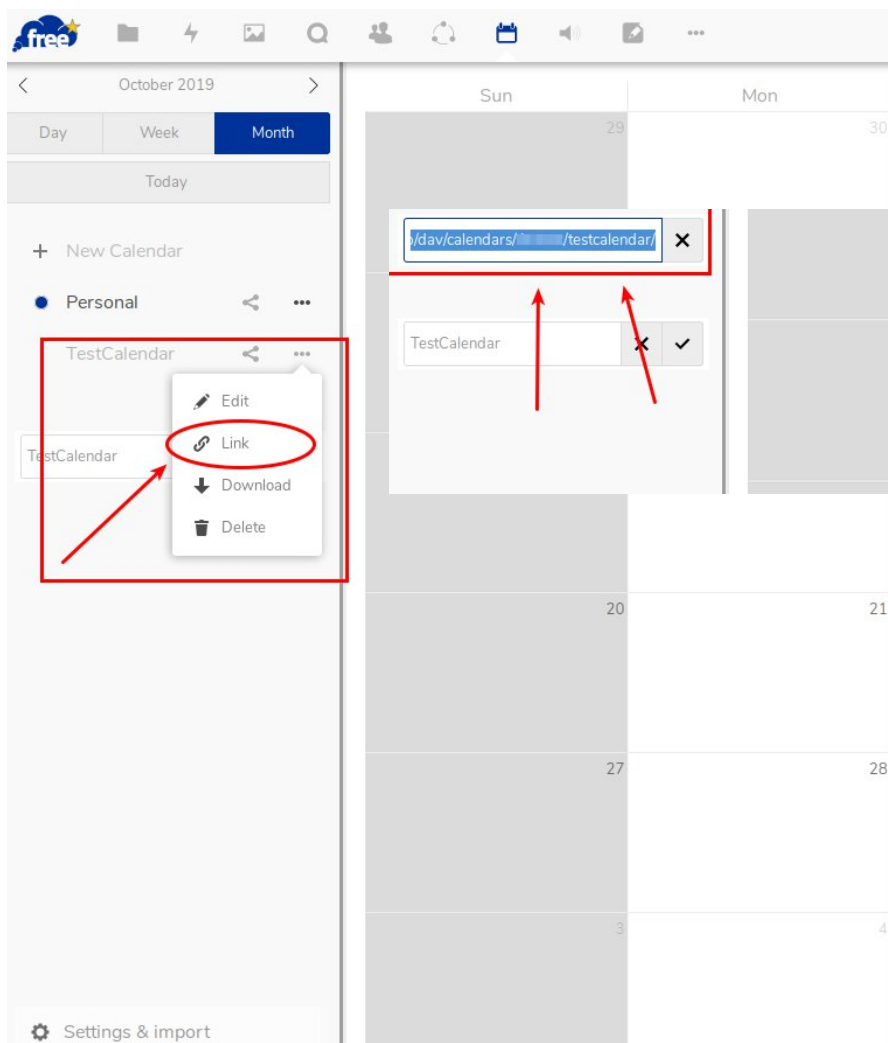 free
October 2019
Day Week Month
Today
New Calendar
Personal
TestCalendar
Edit
Link
Download
Delete
TestCalendar
Settings & import
Sun Mon
29 30
/dav/calendars/ /testcalendar/
TestCalendar
20 21
27 28
3 4